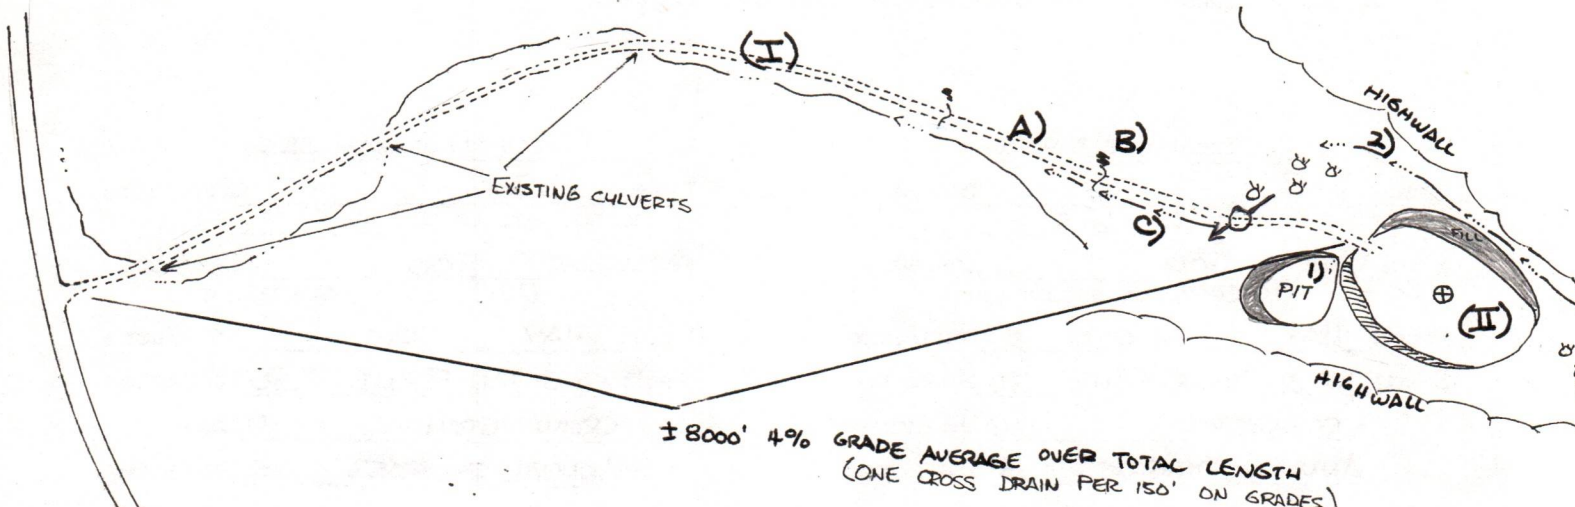 (I)
HIGHWALL
A)
B)
2)
EXISTING CULVERTS
C)
FILL
1)
PIT
(II)
HIGHWALL
±8000' 4% GRADE AVERAGE OVER TOTAL LENGTH
(ONE CROSS DRAIN PER 150' ON GRADES)